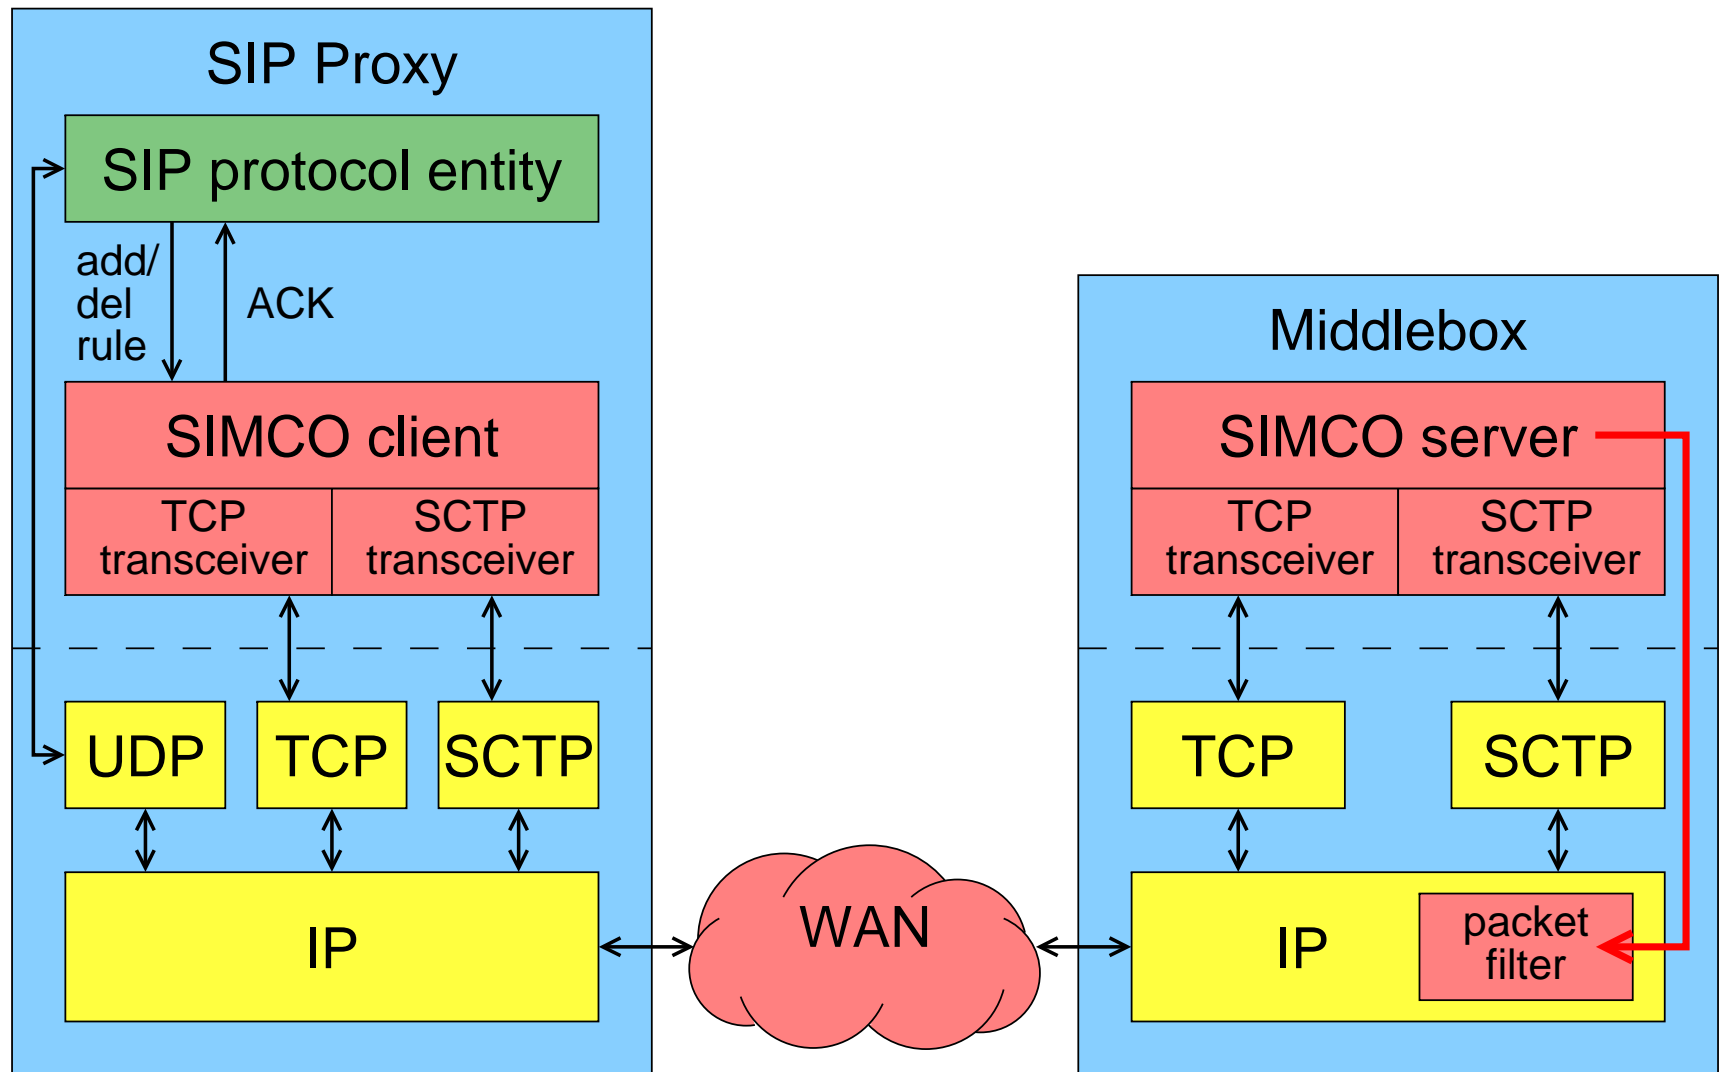 SIP Proxy
SIP protocol entity
add/
del
rule
ACK
SIMCO client
TCP
transceiver
SCTP
transceiver
UDP
TCP
SCTP
IP
WAN
Middlebox
SIMCO server
TCP
transceiver
SCTP
transceiver
TCP
SCTP
IP
packet
filter